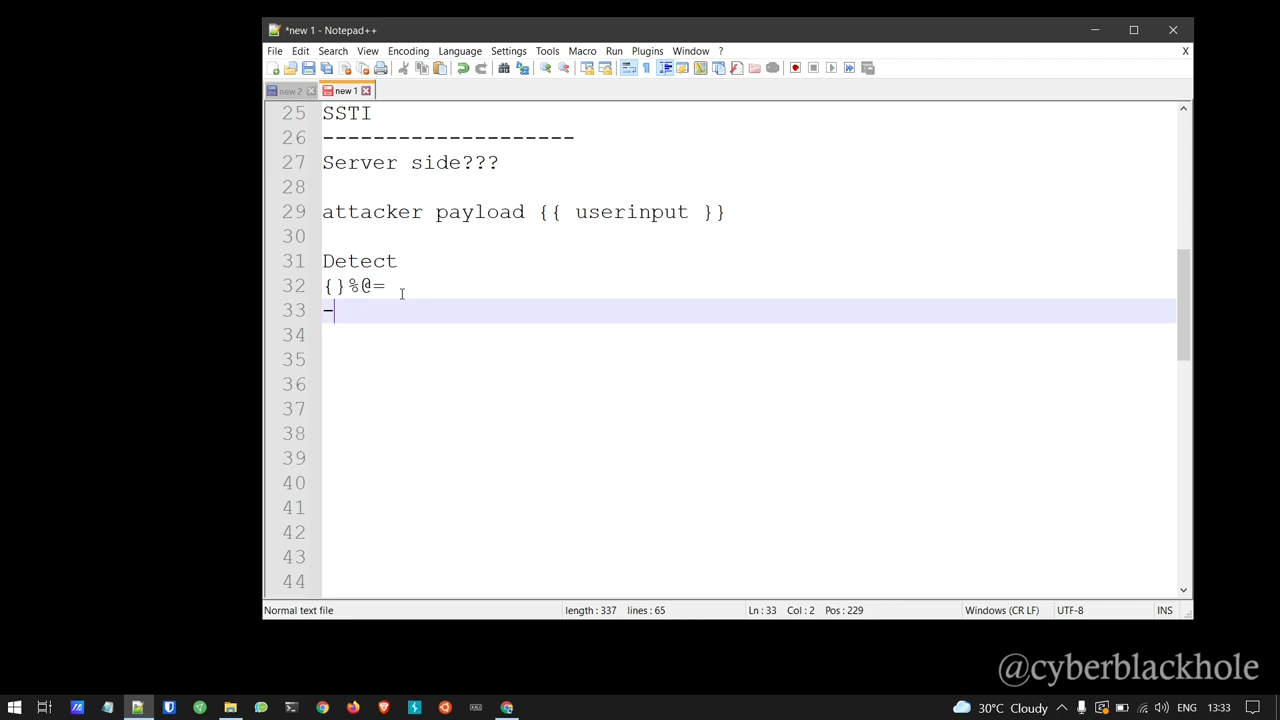 *new 1 - Notepad++
File Edit Search View Encoding Language Settings Tools Macro Run Plugins Window ? X
new 2 new 1
25 SSTI
26 --------------------
27 Server side???
28
29 attacker payload {{ userinput }}
30
31 Detect
32 {}%@=
33 -
34
35
36
37
38
39
40
41
42
43
44
Normal text file length : 337 lines : 65 Ln : 33 Col : 2 Pos : 229 Windows (CR LF) UTF-8 INS
@cyberblackhole
30°C Cloudy ENG 13:33